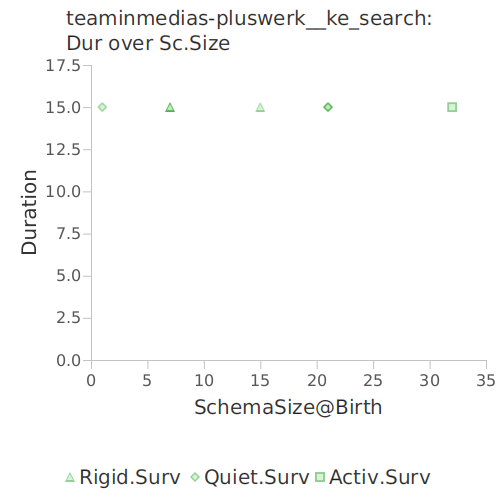 teaminmedias-pluswerk__ke_search:
Dur over Sc.Size
17.5
15.0
12.5
10.0
7.5
5.0
2.5
0.0
Duration
0 5 10 15 20 25 30 35
SchemaSize@Birth
Rigid.Surv Quiet.Surv Activ.Surv